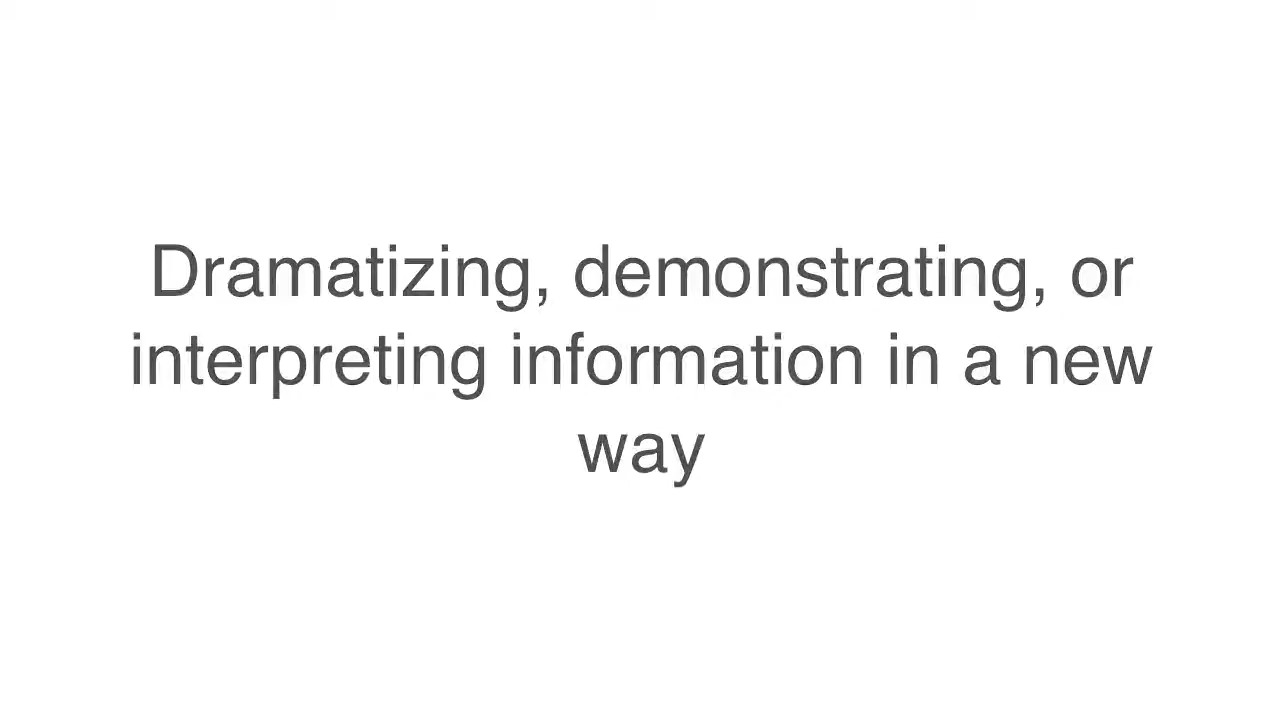 Dramatizing, demonstrating, or
interpreting information in a new
way